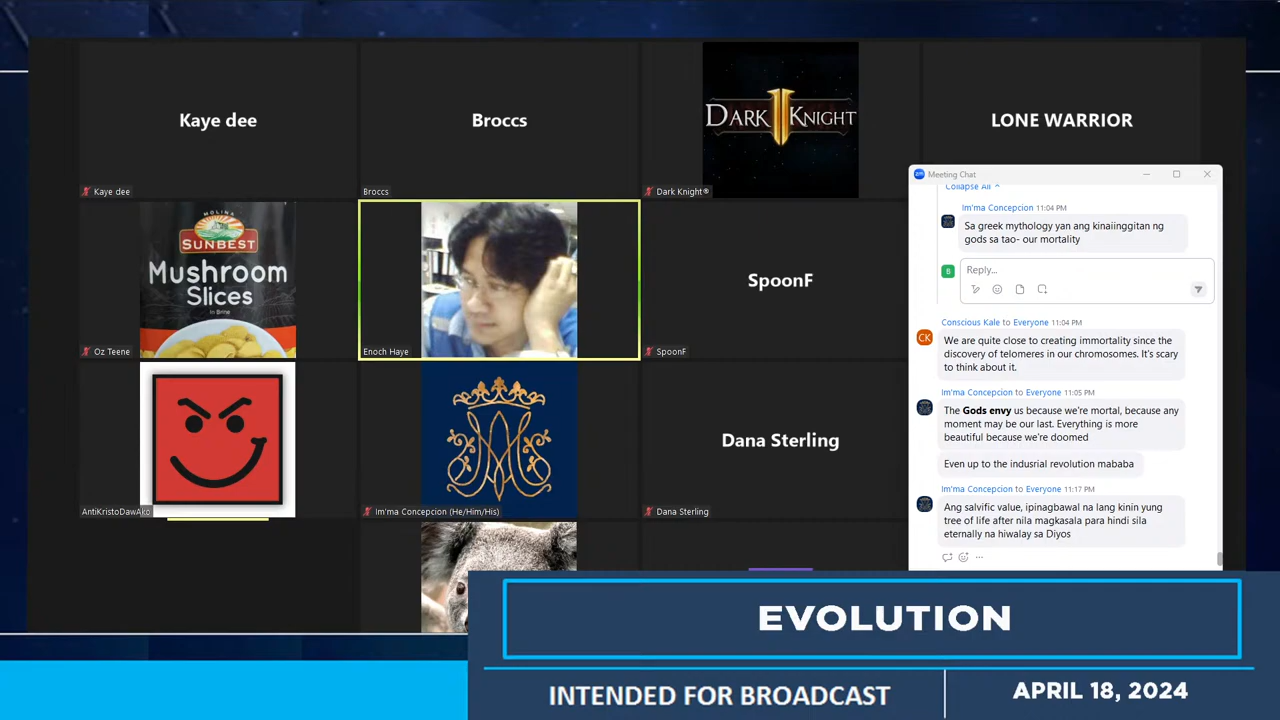 Kaye dee
Broccs
DARK II KNIGHT
LONE WARRIOR
Kaye dee
Broccs
Dark Knight®
MOLINA
SUNBEST
Mushroom
Slices
in Brine
Oz Teene
Enoch Haye
SpoonF
SpoonF
AntiKristoDawAko
Im'ma Concepcion (He/Him/His)
Dana Sterling
Dana Sterling
zm Meeting Chat
Collapse All
Im'ma Concepcion 11:04 PM
Sa greek mythology yan ang kinaiinggitan ng
gods sa tao- our mortality
B
Reply...
Conscious Kale to Everyone 11:04 PM
CK
We are quite close to creating immortality since the
discovery of telomeres in our chromosomes. It's scary
to think about it.
Im'ma Concepcion to Everyone 11:05 PM
The Gods envy us because we're mortal, because any
moment may be our last. Everything is more
beautiful because we're doomed
Even up to the indusrial revolution mababa
Im'ma Concepcion to Everyone 11:17 PM
Ang salvific value, ipinagbawal na lang kinin yung
tree of life after nila magkasala para hindi sila
eternally na hiwalay sa Diyos
EVOLUTION
INTENDED FOR BROADCAST
APRIL 18, 2024